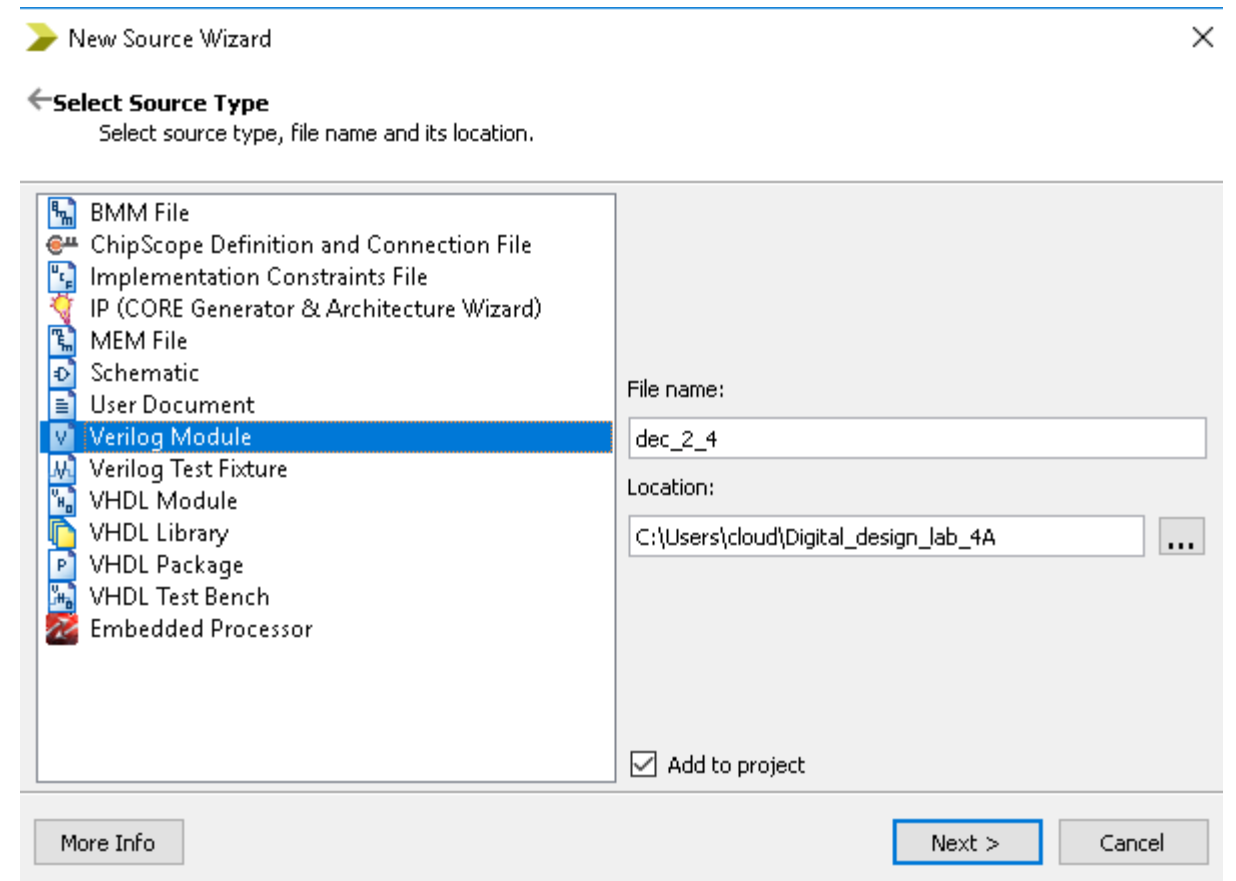 New Source Wizard
Select Source Type
Select source type, file name and its location.
BMM File
ChipScope Definition and Connection File
Implementation Constraints File
IP (CORE Generator & Architecture Wizard)
MEM File
Schematic
User Document
Verilog Module
Verilog Test Fixture
VHDL Module
VHDL Library
VHDL Package
VHDL Test Bench
Embedded Processor
File name:
dec_2_4
Location:
C:\Users\cloud\Digital_design_lab_4A
...
Add to project
More Info
Next >
Cancel